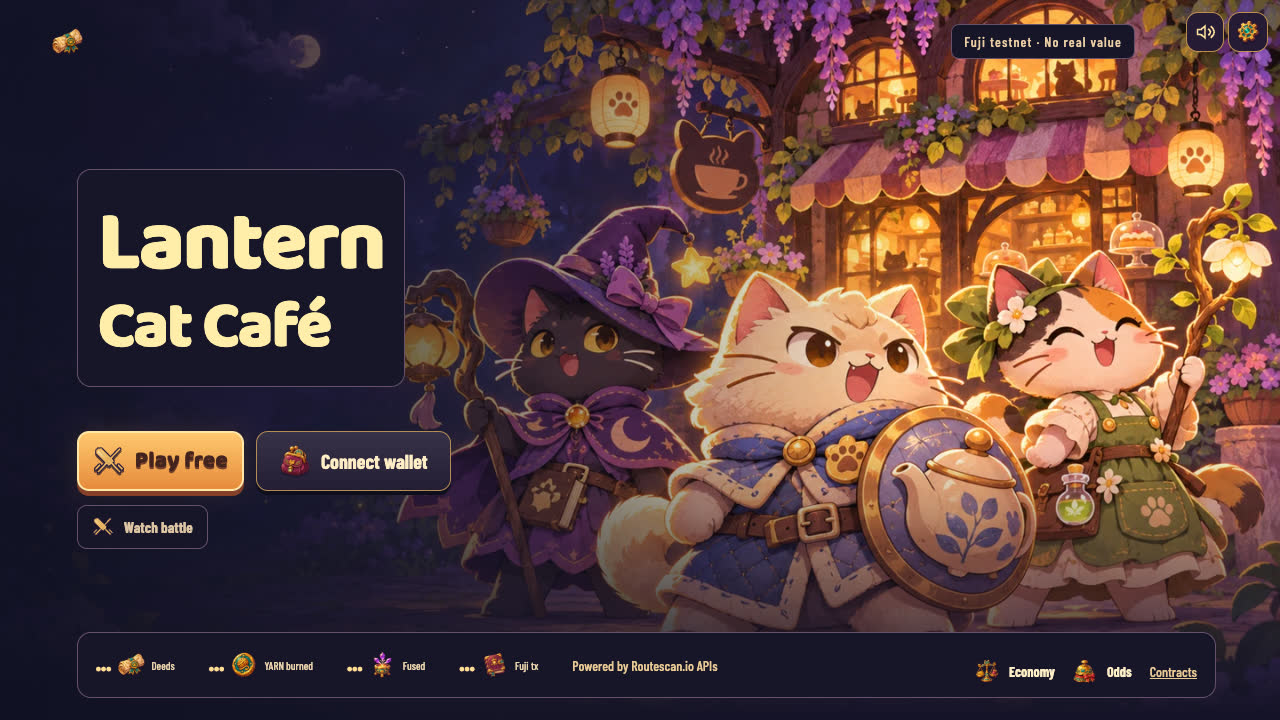 Fuji testnet · No real value
Lantern
Cat Café
Play free
Connect wallet
Watch battle
... Deeds
... YARN burned
... Fused
... Fuji tx
Powered by Routescan.io APIs
Economy
Odds
Contracts